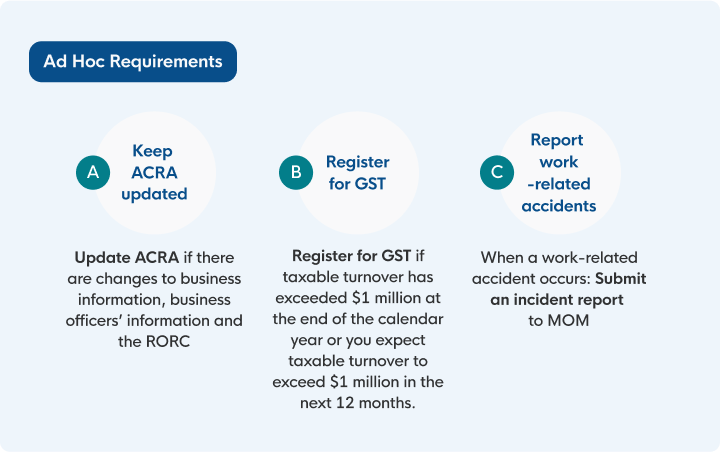 Ad Hoc Requirements
A
Keep
ACRA
updated
Update ACRA if there
are changes to business
information, business
officers’ information and
the RORC
B
Register
for GST
Register for GST if
taxable turnover has
exceeded $1 million at
the end of the calendar
year or you expect
taxable turnover to
exceed $1 million in the
next 12 months.
C
Report
work
-related
accidents
When a work-related
accident occurs: Submit
an incident report
to MOM